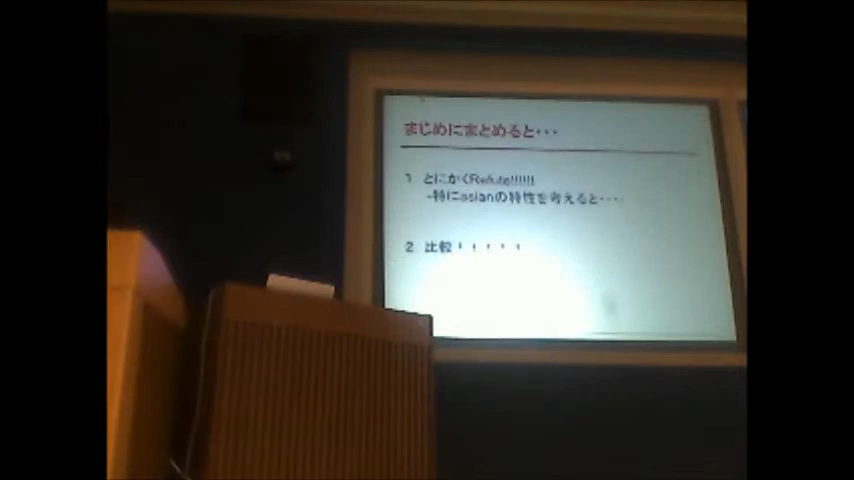 まじめにまとめると・・・
1 とにかくRefute!!!!!!
-特にasianの特性を考えると・・・・
2 比較！！！！！